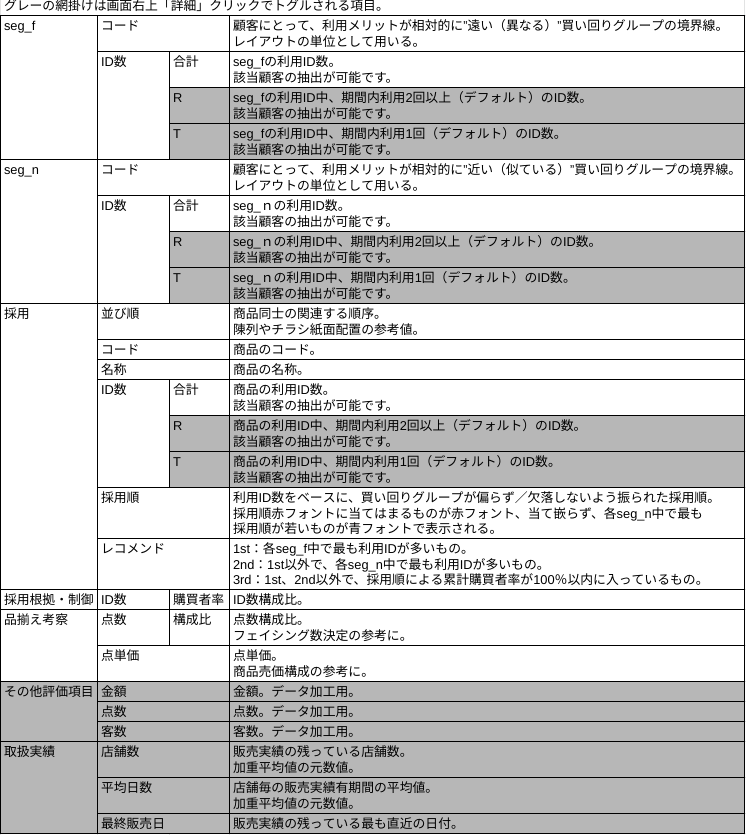 グレーの網掛けは画面右上「詳細」クリックでトグルされる項目。
seg_f コード 顧客にとって、利用メリットが相対的に"遠い（異なる）"買い回りグループの境界線。
レイアウトの単位として用いる。
ID数 合計 seg_fの利用ID数。
該当顧客の抽出が可能です。
R seg_fの利用ID中、期間内利用2回以上（デフォルト）のID数。
該当顧客の抽出が可能です。
T seg_fの利用ID中、期間内利用1回（デフォルト）のID数。
該当顧客の抽出が可能です。
seg_n コード 顧客にとって、利用メリットが相対的に"近い（似ている）"買い回りグループの境界線。
レイアウトの単位として用いる。
ID数 合計 seg_ｎの利用ID数。
該当顧客の抽出が可能です。
R seg_ｎの利用ID中、期間内利用2回以上（デフォルト）のID数。
該当顧客の抽出が可能です。
T seg_ｎの利用ID中、期間内利用1回（デフォルト）のID数。
該当顧客の抽出が可能です。
採用 並び順 商品同士の関連する順序。
陳列やチラシ紙面配置の参考値。
コード 商品のコード。
名称 商品の名称。
ID数 合計 商品の利用ID数。
該当顧客の抽出が可能です。
R 商品の利用ID中、期間内利用2回以上（デフォルト）のID数。
該当顧客の抽出が可能です。
T 商品の利用ID中、期間内利用1回（デフォルト）のID数。
該当顧客の抽出が可能です。
採用順 利用ID数をベースに、買い回りグループが偏らず／欠落しないよう振られた採用順。
採用順赤フォントに当てはまるものが赤フォント、当て嵌らず、各seg_n中で最も
採用順が若いものが青フォントで表示される。
レコメンド 1st：各seg_f中で最も利用IDが多いもの。
2nd：1st以外で、各seg_n中で最も利用IDが多いもの。
3rd：1st、2nd以外で、採用順による累計購買者率が100％以内に入っているもの。
採用根拠・制御 ID数 購買者率 ID数構成比。
品揃え考察 点数 構成比 点数構成比。
フェイシング数決定の参考に。
点単価 点単価。
商品売価構成の参考に。
その他評価項目 金額 金額。データ加工用。
点数 点数。データ加工用。
客数 客数。データ加工用。
取扱実績 店舗数 販売実績の残っている店舗数。
加重平均値の元数値。
平均日数 店舗毎の販売実績有期間の平均値。
加重平均値の元数値。
最終販売日 販売実績の残っている最も直近の日付。